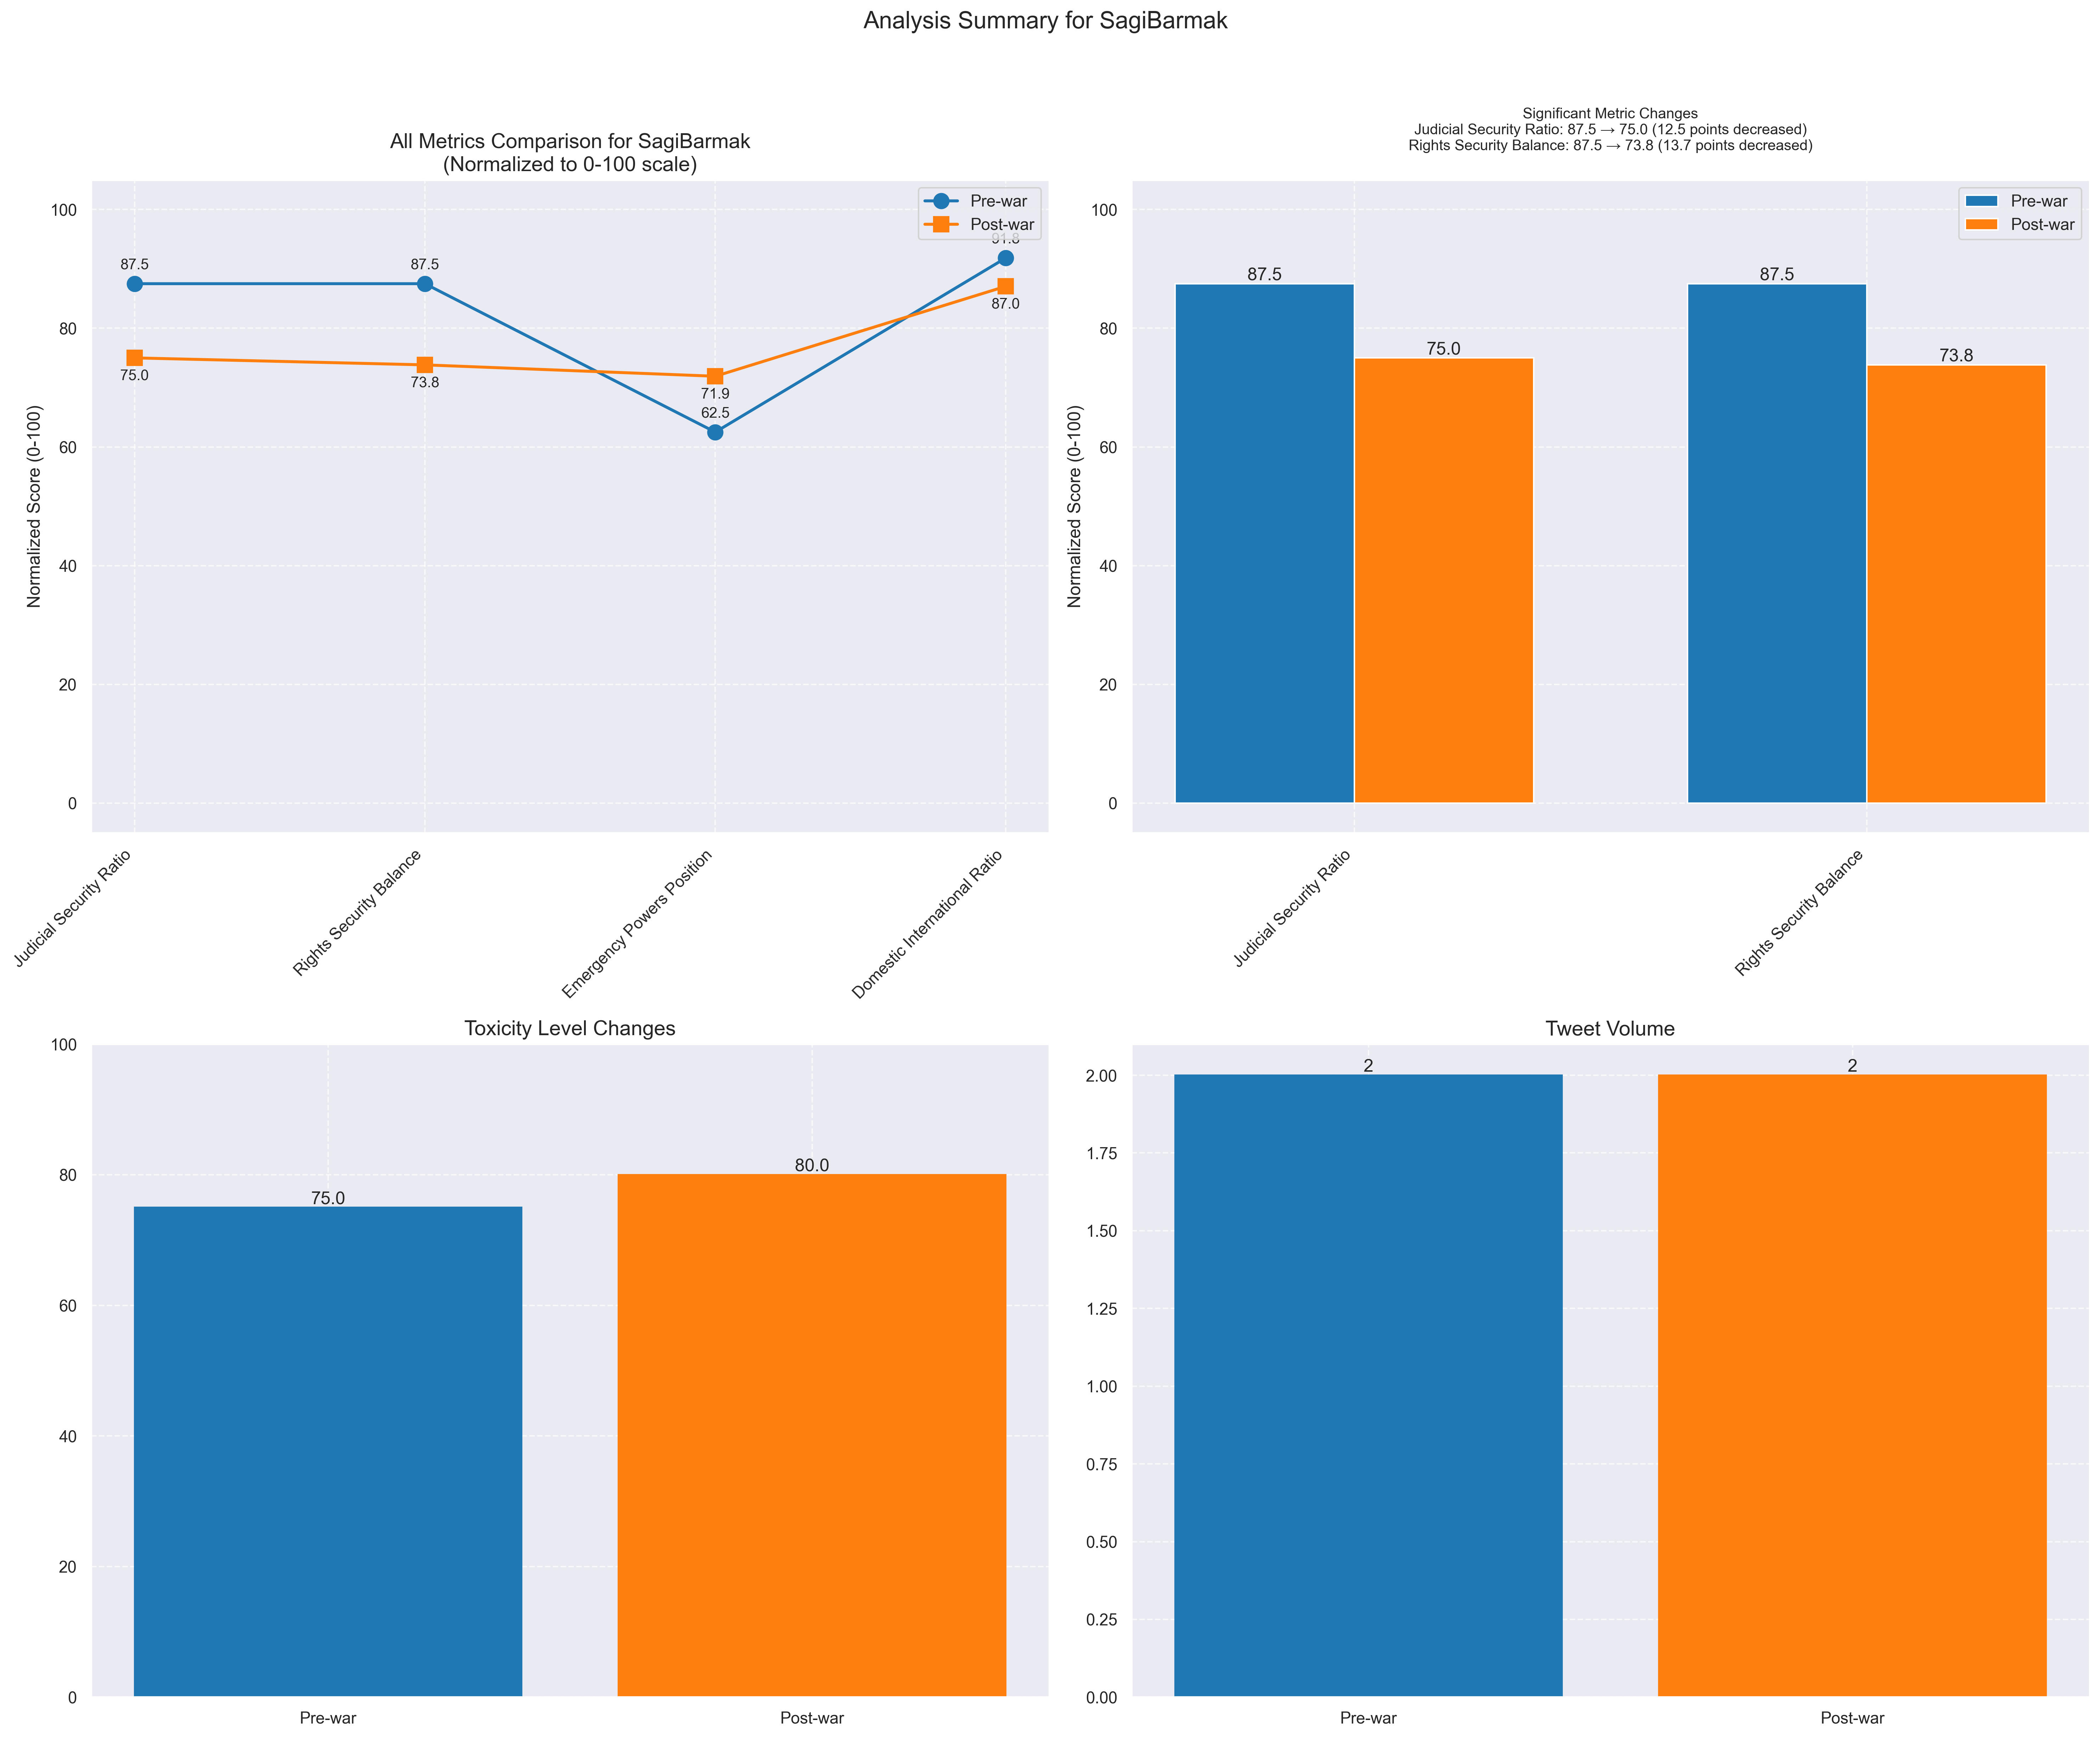 Analysis Summary for SagiBarmak
All Metrics Comparison for SagiBarmak
(Normalized to 0-100 scale)
Normalized Score (0-100)
100
80
60
40
20
0
Pre-war
Post-war
87.5
87.5
62.5
91.8
75.0
73.8
71.9
87.0
Judicial Security Ratio
Rights Security Balance
Emergency Powers Position
Domestic International Ratio
Significant Metric Changes
Judicial Security Ratio: 87.5 → 75.0 (12.5 points decreased)
Rights Security Balance: 87.5 → 73.8 (13.7 points decreased)
Normalized Score (0-100)
100
80
60
40
20
0
Pre-war
Post-war
87.5
75.0
87.5
73.8
Judicial Security Ratio
Rights Security Balance
Toxicity Level Changes
100
80
60
40
20
0
75.0
80.0
Pre-war
Post-war
Tweet Volume
2.00
1.75
1.50
1.25
1.00
0.75
0.50
0.25
0.00
2
2
Pre-war
Post-war